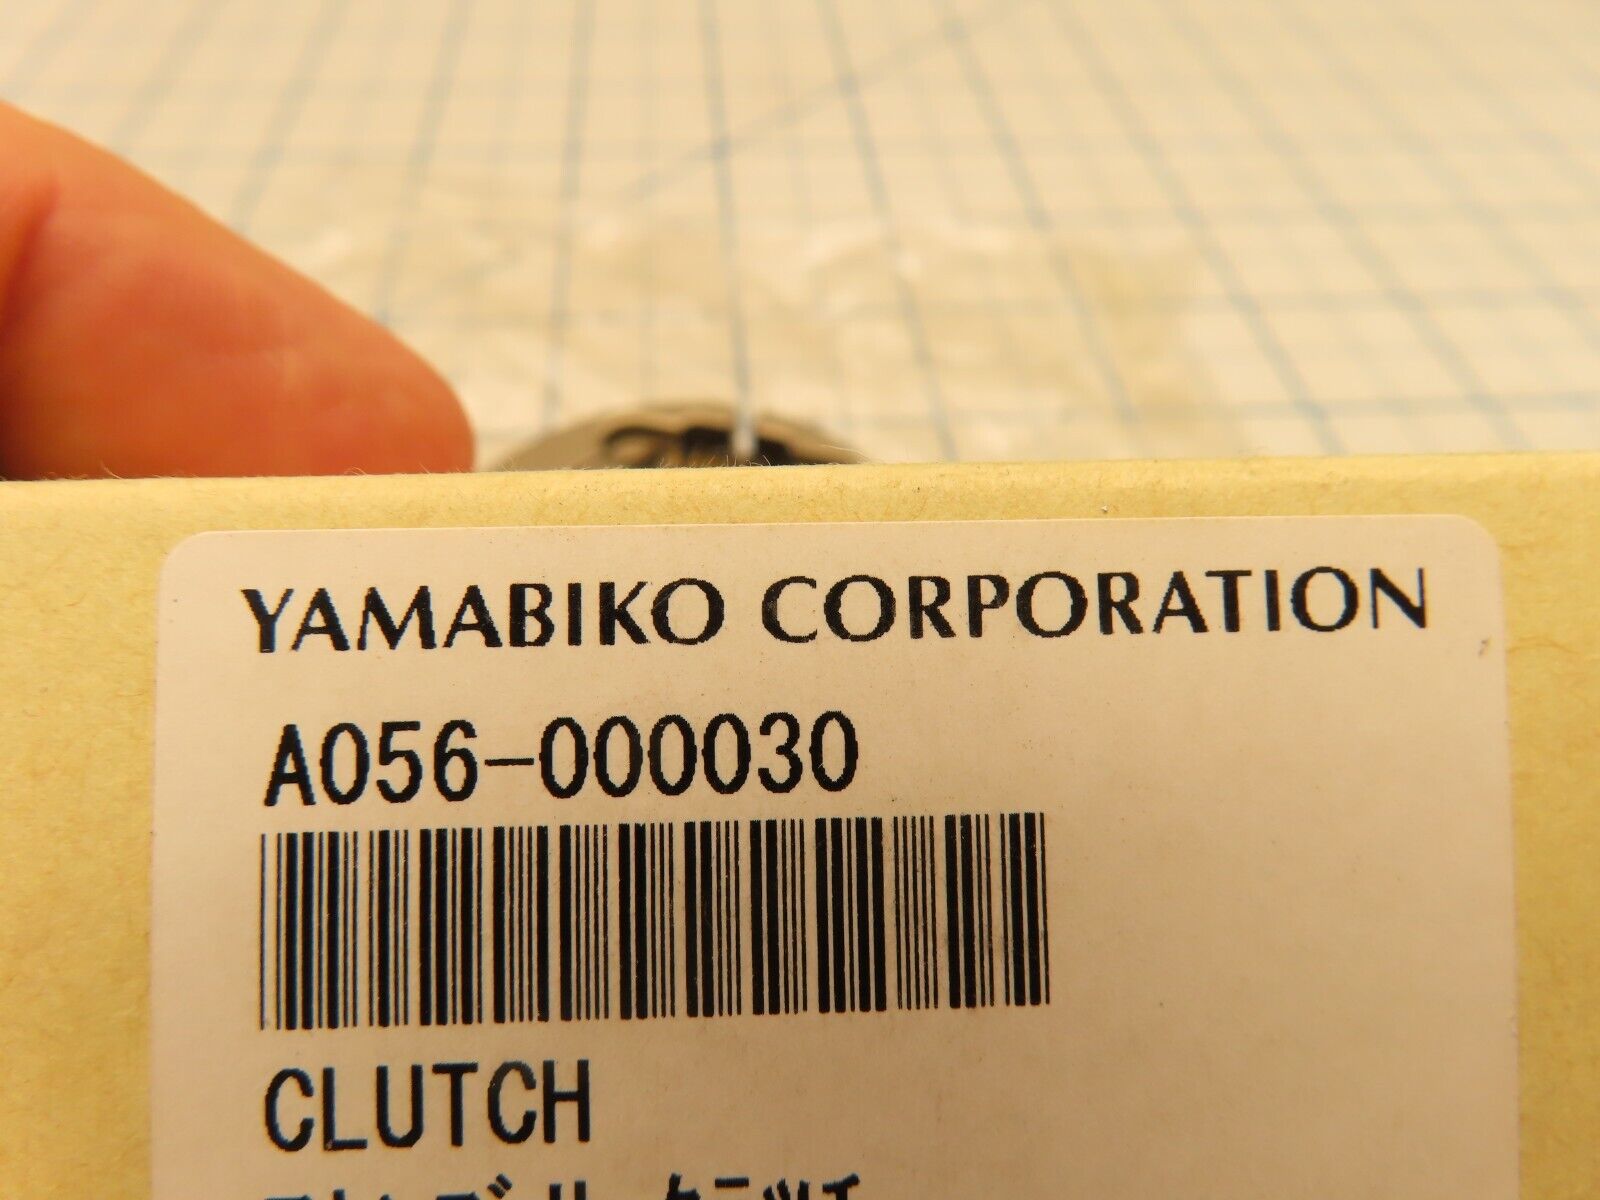 YAMABIKO CORPORATION
A056-000030
CLUTCH